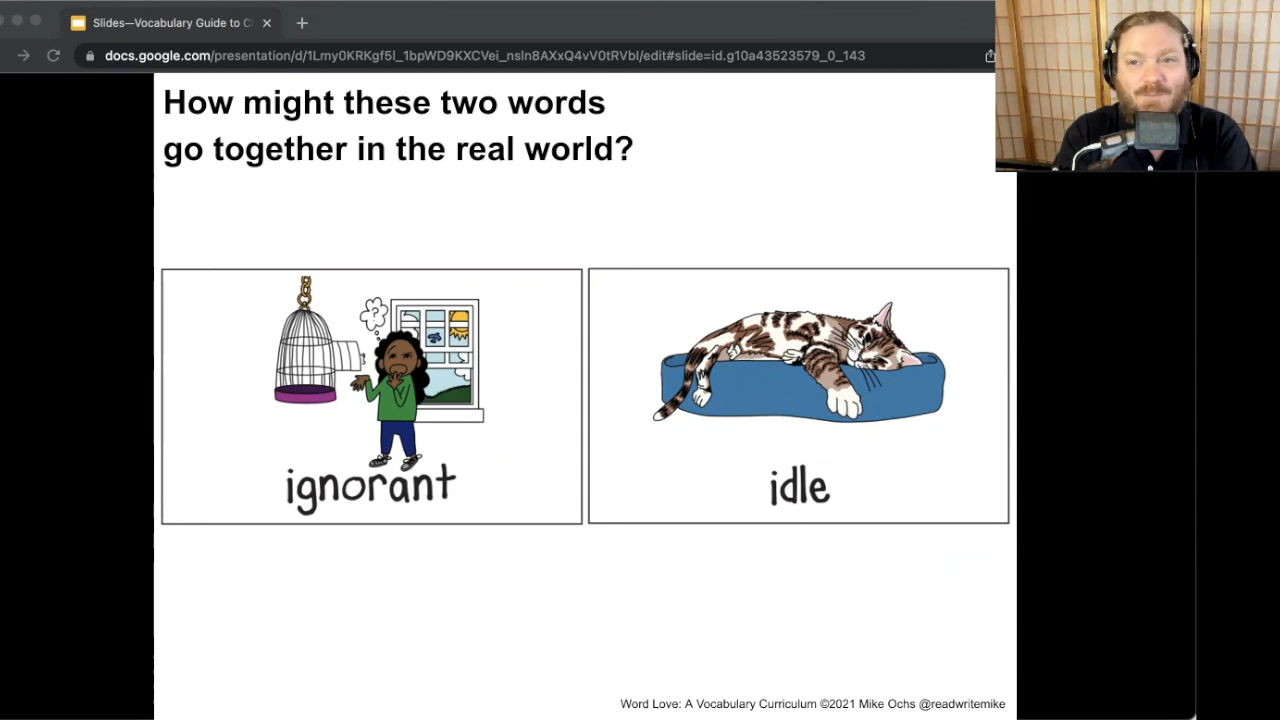 Slides—Vocabulary Guide to C
docs.google.com/presentation/d/1Lmy0KRKgf5I_1bpWD9KXCVei_nsIn8AXxQ4vV0tRVbI/edit#slide=id.g10a43523579_0_143
How might these two words
go together in the real world?
?
ignorant
idle
Word Love: A Vocabulary Curriculum ©2021 Mike Ochs @readwritemike